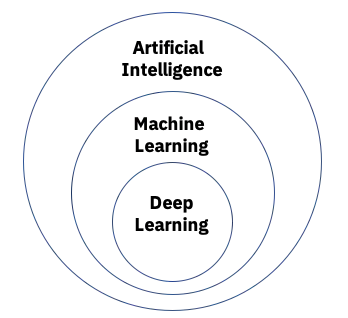 Artificial
Intelligence
Machine
Learning
Deep
Learning